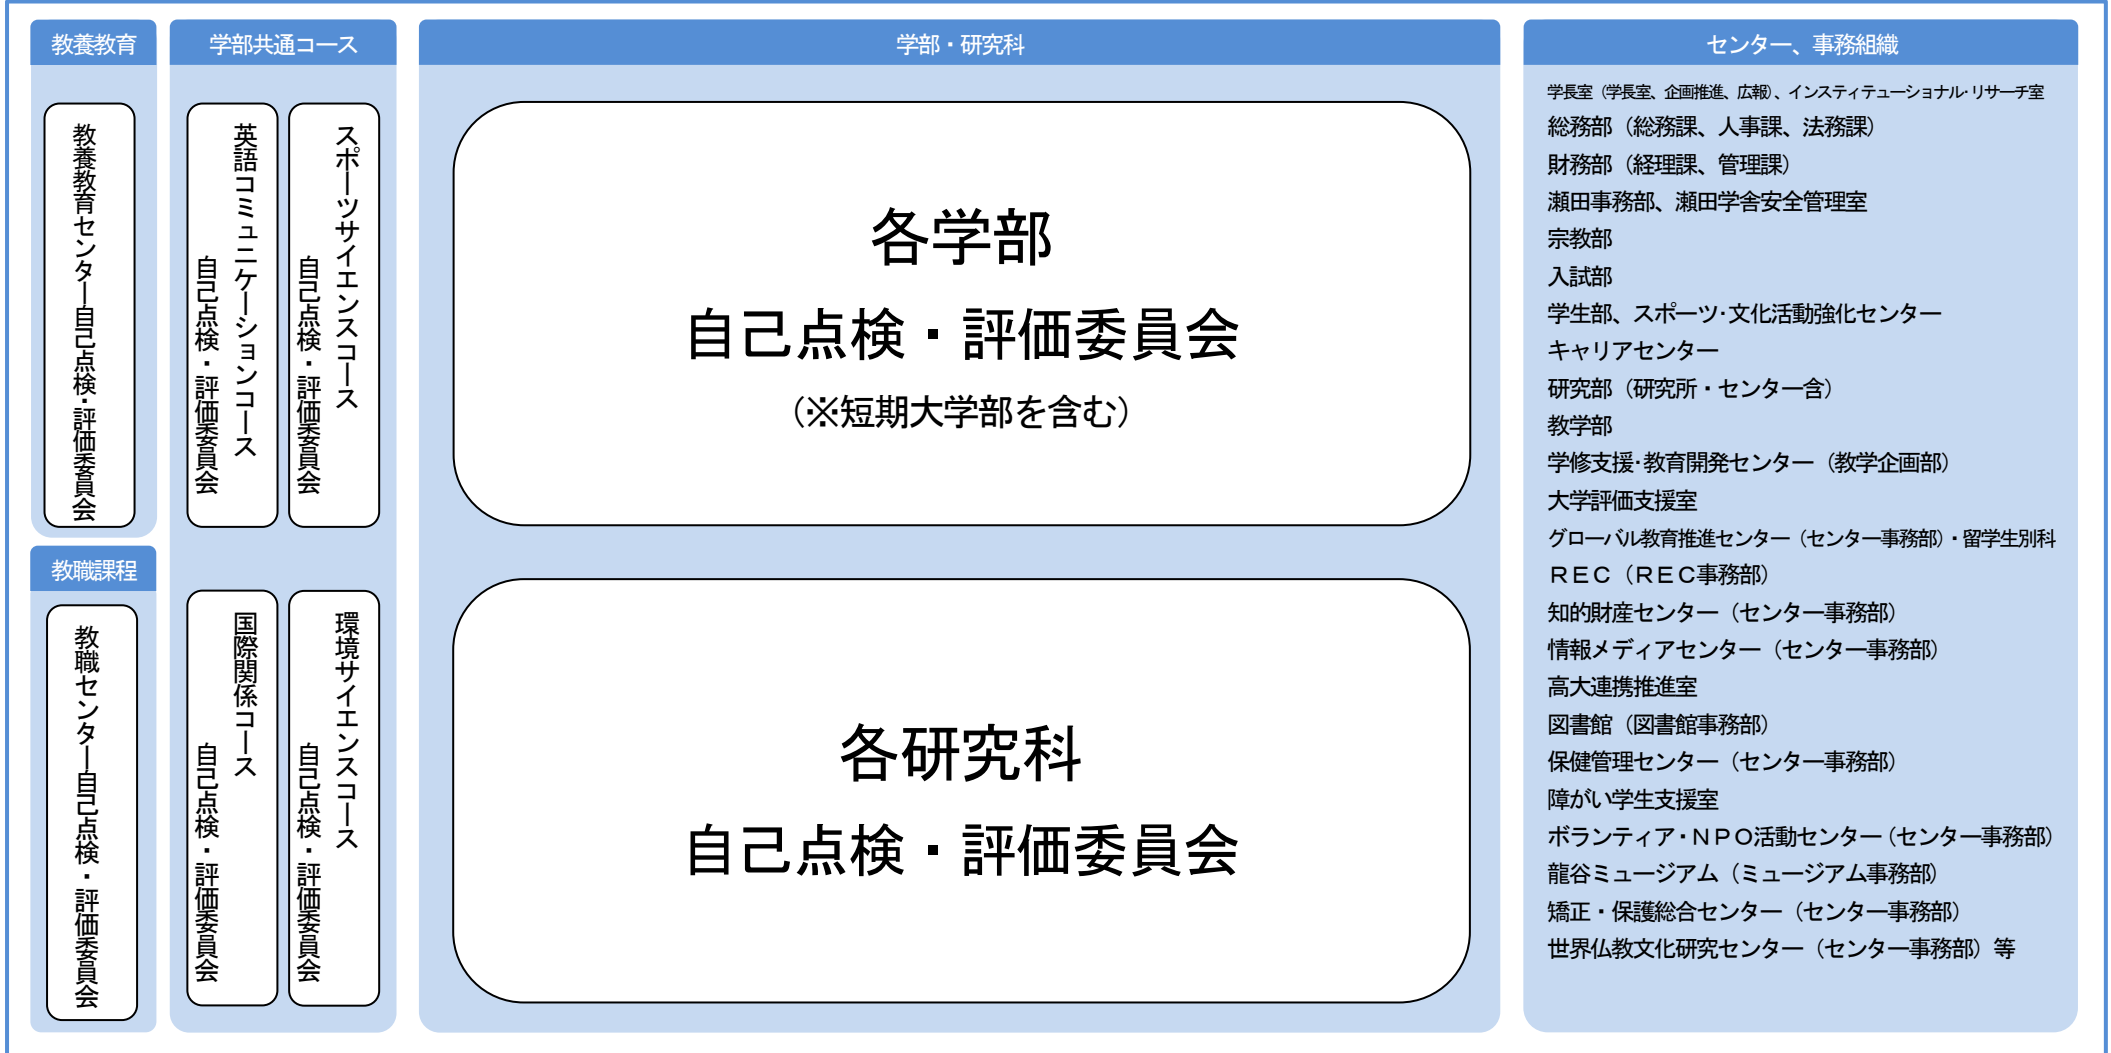 教養教育
教養教育センター自己点検・評価委員会
教職課程
教職センター自己点検・評価委員会
学部共通コース
スポーツサイエンスコース
自己点検・評価委員会
英語コミュニケーションコース
自己点検・評価委員会
環境サイエンスコース
自己点検・評価委員会
国際関係コース
自己点検・評価委員会
学部・研究科
各学部
自己点検・評価委員会
（※短期大学部を含む）
各研究科
自己点検・評価委員会
センター、事務組織
学長室（学長室、企画推進、広報）、インスティテューショナル・リサーチ室
総務部（総務課、人事課、法務課）
財務部（経理課、管理課）
瀬田事務部、瀬田学舎安全管理室
宗教部
入試部
学生部、スポーツ・文化活動強化センター
キャリアセンター
研究部（研究所・センター含）
教学部
学修支援・教育開発センター（教学企画部）
大学評価支援室
グローバル教育推進センター（センター事務部）・留学生別科
ＲＥＣ（ＲＥＣ事務部）
知的財産センター（センター事務部）
情報メディアセンター（センター事務部）
高大連携推進室
図書館（図書館事務部）
保健管理センター（センター事務部）
障がい学生支援室
ボランティア・ＮＰＯ活動センター（センター事務部）
龍谷ミュージアム（ミュージアム事務部）
矯正・保護総合センター（センター事務部）
世界仏教文化研究センター（センター事務部）等